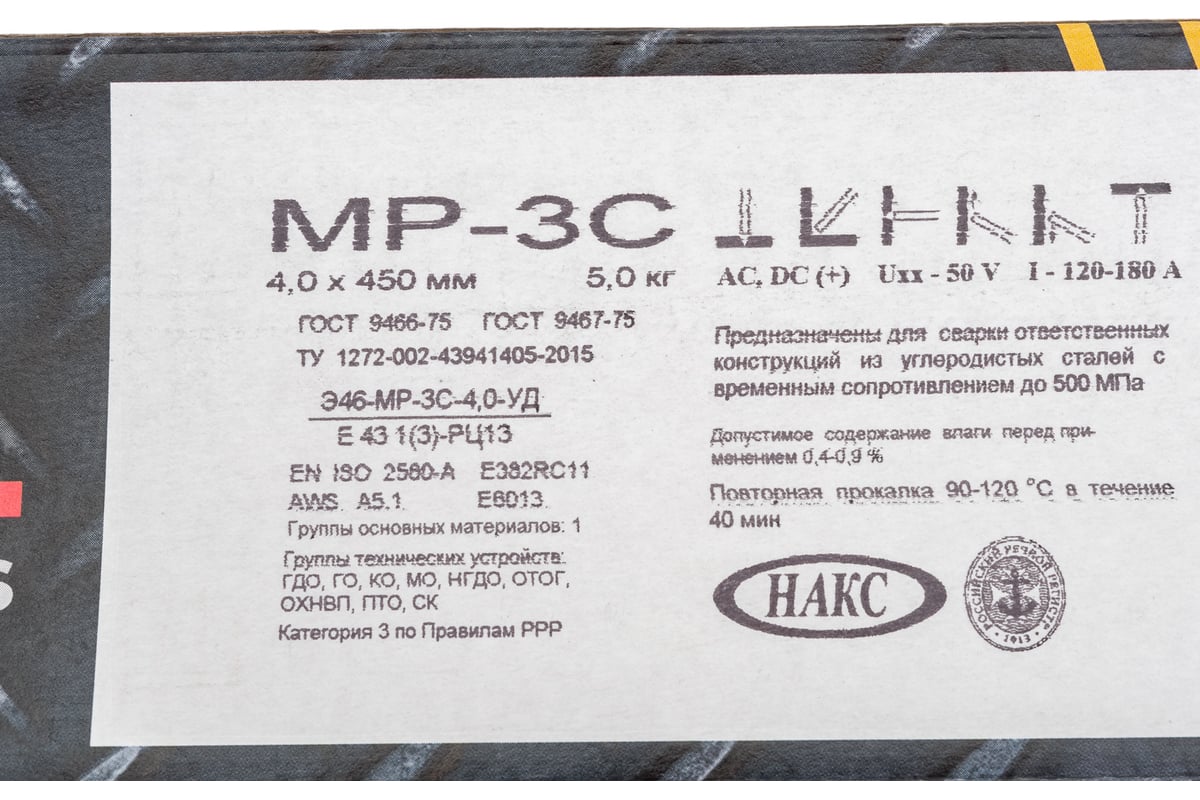 МР-3С
4,0 х 450 мм 5,0 кг
ГОСТ 9466-75 ГОСТ 9467-75
ТУ 1272-002-43941405-2015
Э46-МР-3С-4,0-УД
Е 43 1(3)-РЦ13
EN ISO 2560-A E382RC11
AWS A5.1 E6013
Группы основных материалов: 1
Группы технических устройств:
ГДО, ГО, КО, МО, НГДО, ОТОГ,
ОХНВП, ПТО, СК
Категория 3 по Правилам РРР
AC, DC (+) Uxx - 50 V I - 120-180 A
Предназначены для сварки ответственных
конструкций из углеродистых сталей с
временным сопротивлением до 500 МПа
Допустимое содержание влаги перед при-
менением 0,4-0,9 %
Повторная прокалка 90-120 °С в течение
40 мин
НАКС
РОССИЙСКИЙ РЕЧНОЙ РЕГИСТР
1913
S